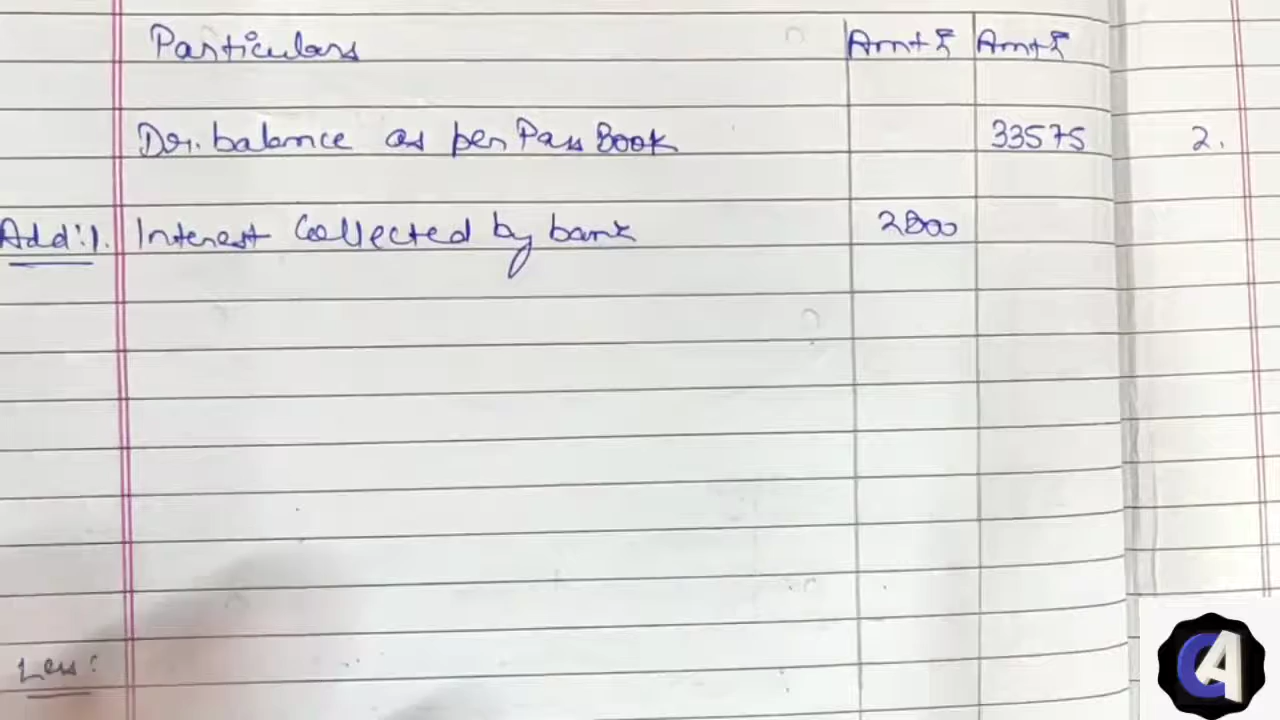 Particulars Amt ₹ Amt ₹
Dr. balance as per Pass Book 33575 2.
Add:1. Interest Collected by bank 2800
Less:
CA